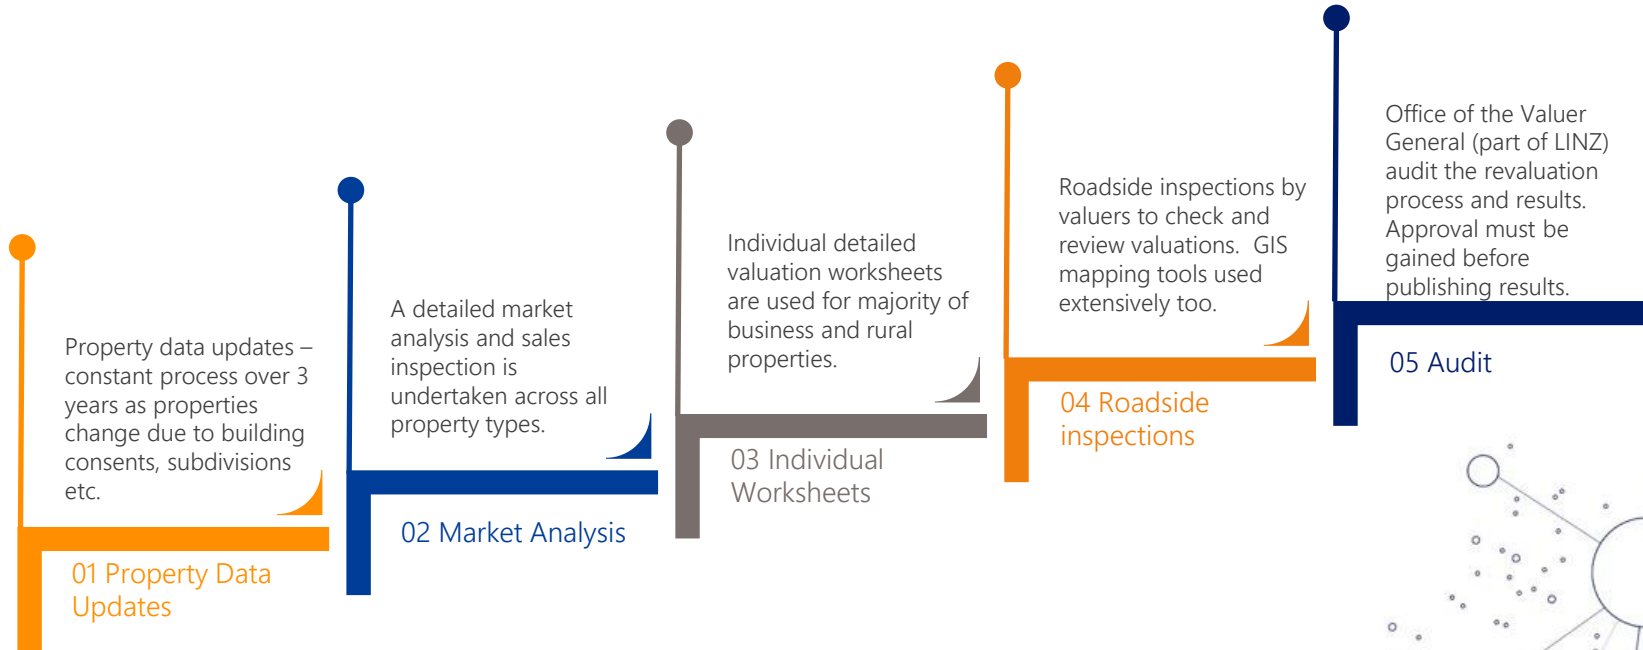 Property data updates –
constant process over 3
years as properties
change due to building
consents, subdivisions
etc.
01 Property Data
Updates
A detailed market
analysis and sales
inspection is
undertaken across all
property types.
02 Market Analysis
Individual detailed
valuation worksheets
are used for majority of
business and rural
properties.
03 Individual
Worksheets
Roadside inspections by
valuers to check and
review valuations.  GIS
mapping tools used
extensively too.
04 Roadside
inspections
Office of the Valuer
General (part of LINZ)
audit the revaluation
process and results.
Approval must be
gained before
publishing results.
05 Audit